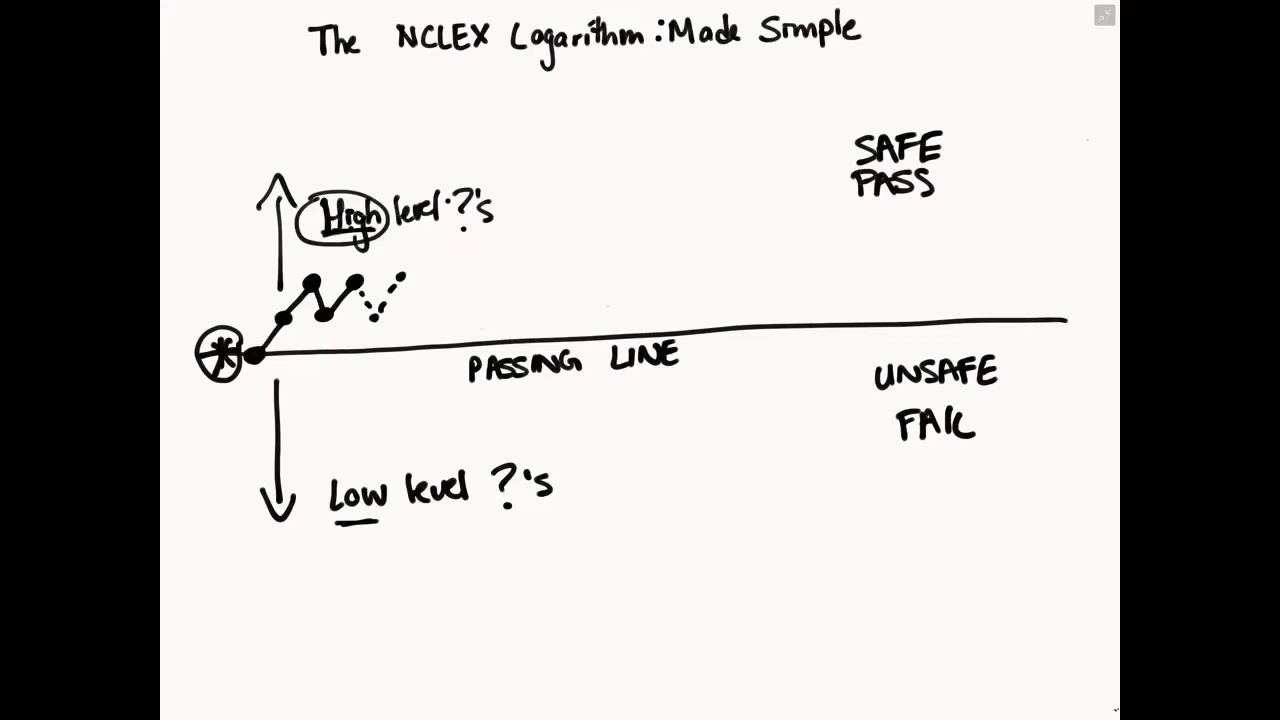 The NCLEX Logarithm: Made Simple
SAFE
PASS
High level ?'s
PASSING LINE
UNSAFE
FAIL
Low level ?'s